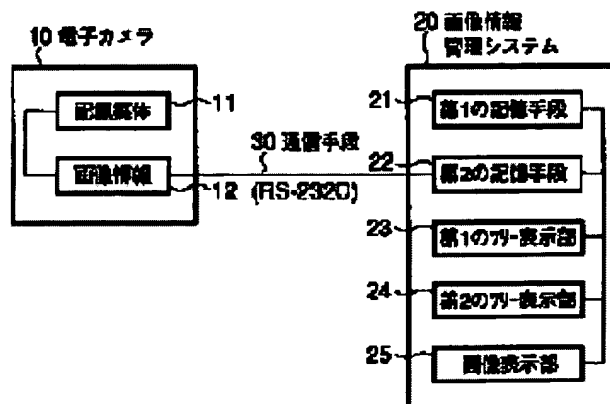 10 電子カメラ
記録媒体
11
画像情報
12
30 通信手段
(RS-232C)
20 画像情報
管理システム
21
第1の記憶手段
22
第2の記憶手段
23
第1のツリー表示部
24
第2のツリー表示部
25
画像表示部